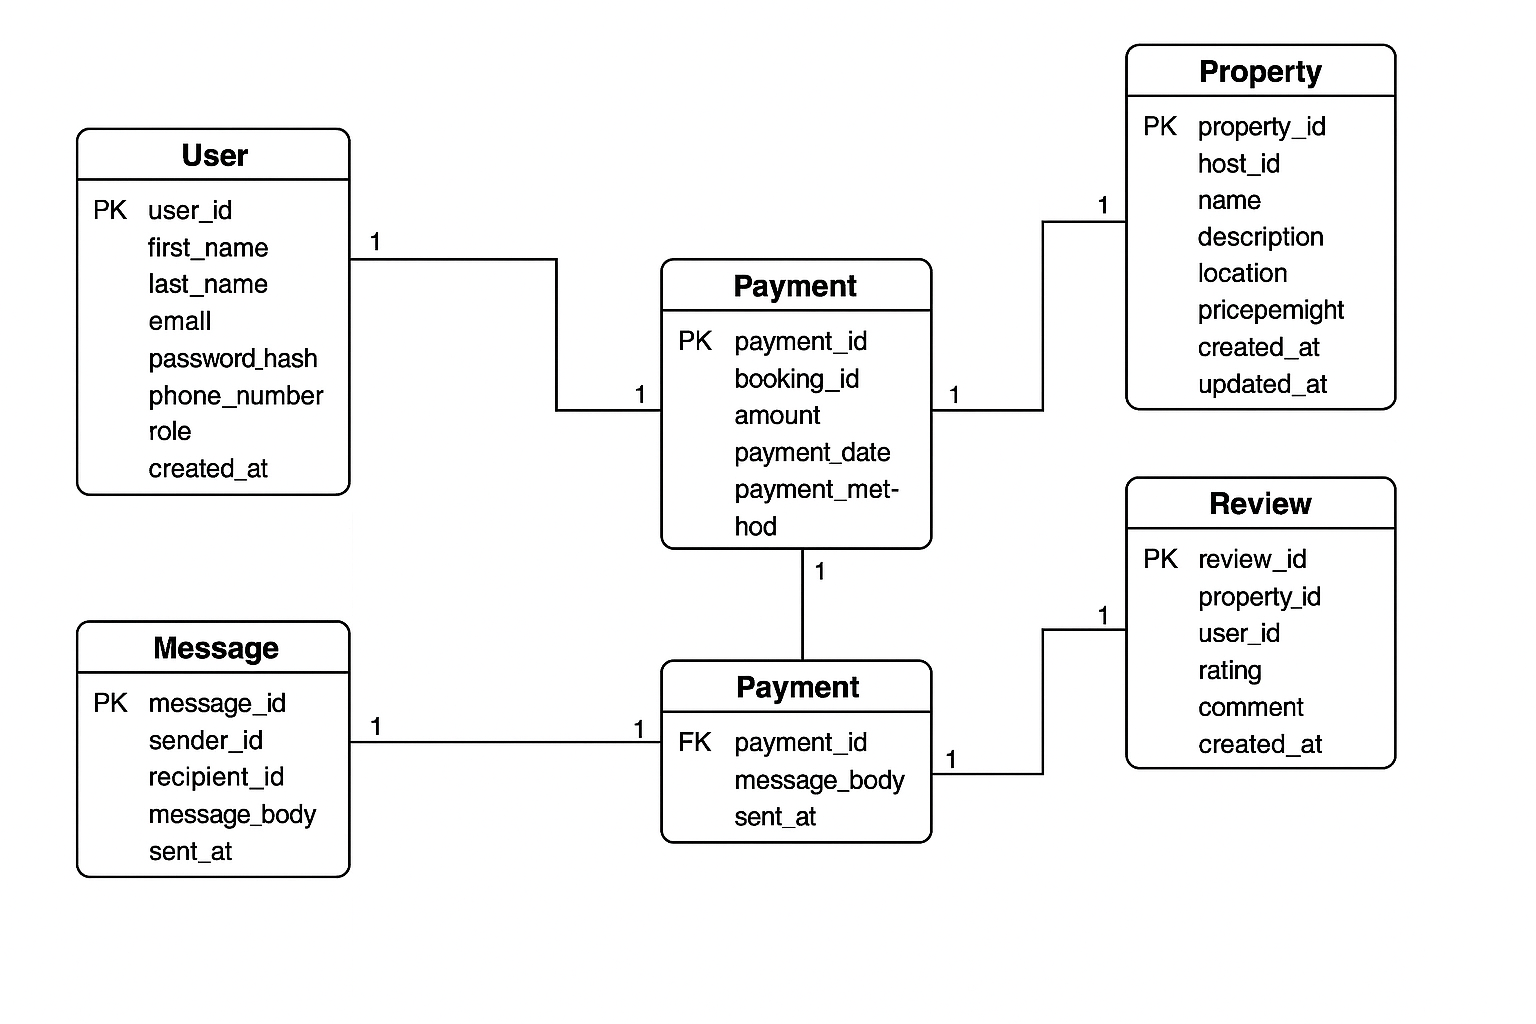 User
PK user_id
first_name
last_name
emall
password_hash
phone_number
role
created_at
1
1
Payment
PK payment_id
booking_id
amount
payment_date
payment_met-
hod
1
1
1
Property
PK property_id
host_id
name
description
location
pricepemight
created_at
updated_at
Message
PK message_id
sender_id
recipient_id
message_body
sent_at
1
1
Payment
FK payment_id
message_body
sent_at
1
1
Review
PK review_id
property_id
user_id
rating
comment
created_at